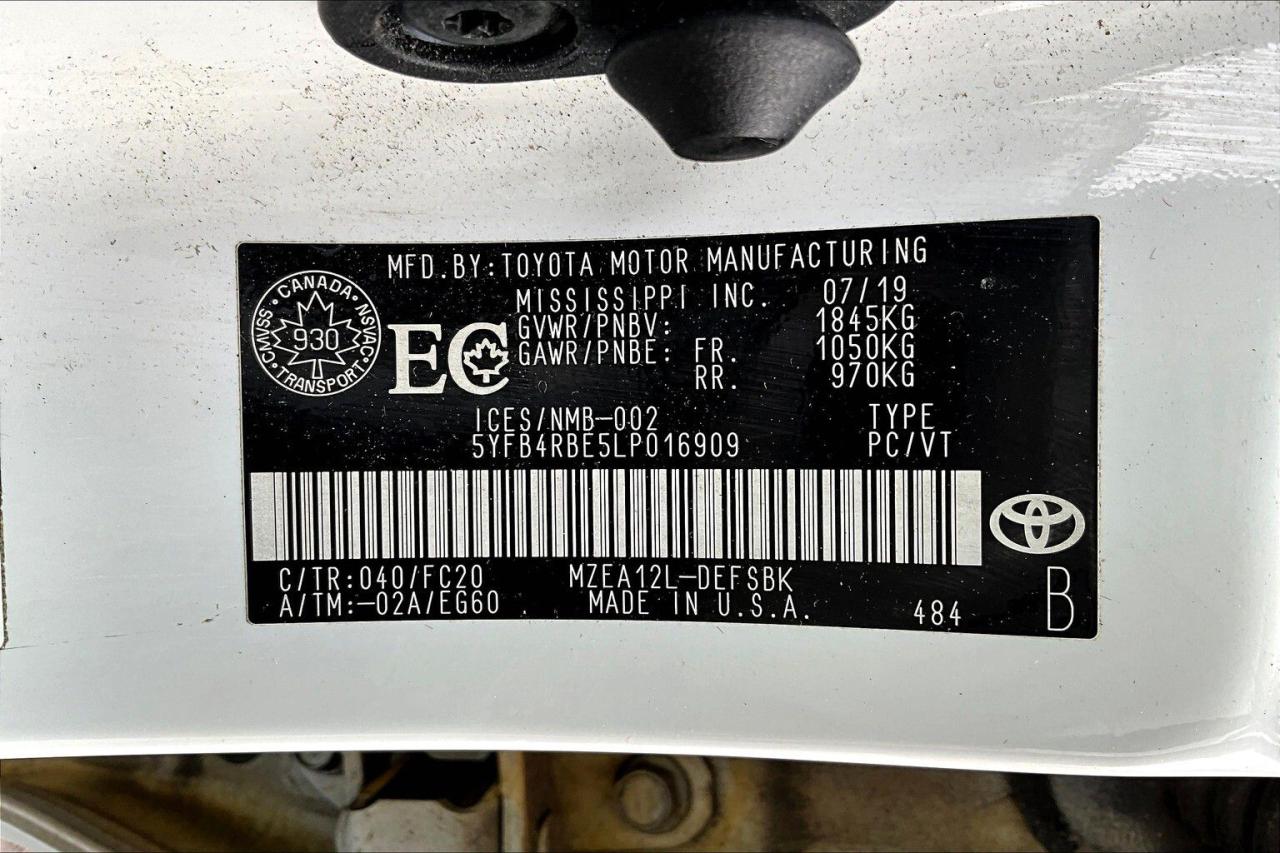 MFD.BY:TOYOTA MOTOR MANUFACTURING
MISSISSIPPI INC. 07/19
GVWR/PNBV: 1845KG
GAWR/PNBE: FR. 1050KG
RR. 970KG
CANADA
CMVSS 930 NSVAC
TRANSPORT
EC
ICES/NMB-002 TYPE
5YFB4RBE5LP016909 PC/VT
C/TR:040/FC20 MZEA12L-DEFSBK
A/TM:-02A/EG60 MADE IN U.S.A. 484 B